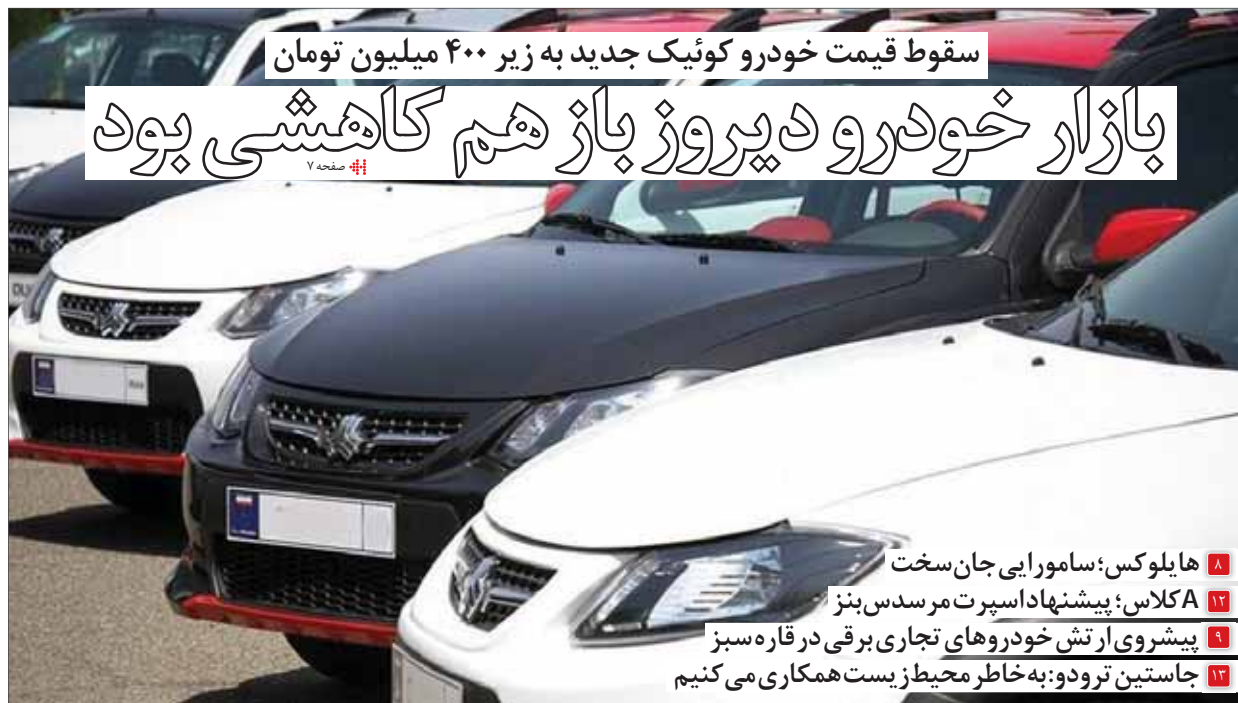 سقوط قیمت خودرو کوئیک جدید به زیر ۴۰۰ میلیون تومان
بازار خودرو دیروز باز هم کاهشی بود
صفحه ۷
۸ هایلوکس؛ سامورایی جان‌سخت
۱۲ A کلاس؛ پیشنهاد اسپرت مرسدس بنز
۹ پیشروی ارتش خودروهای تجاری برقی در قاره سبز
۱۳ جاستین ترودو: به خاطر محیط زیست همکاری می‌کنیم